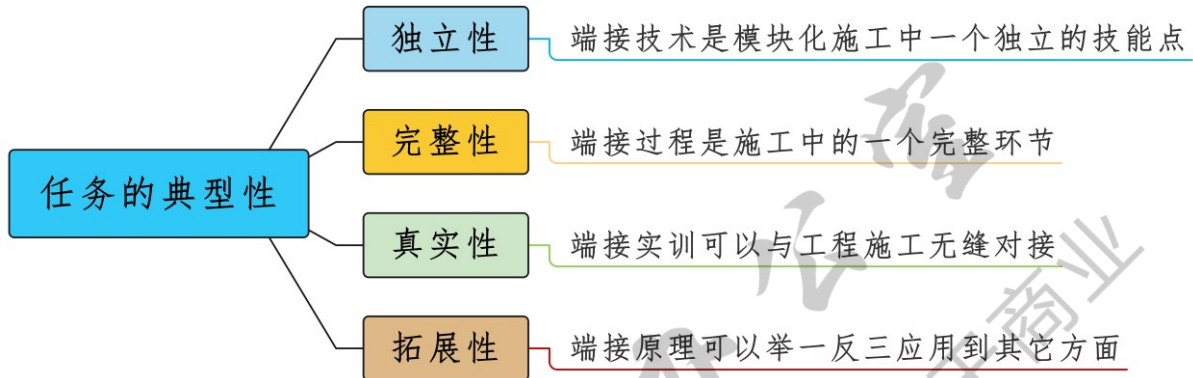 独立性 端接技术是模块化施工中一个独立的技能点
完整性 端接过程是施工中的一个完整环节
任务的典型性
真实性 端接实训可以与工程施工无缝对接
拓展性 端接原理可以举一反三应用到其它方面
商业